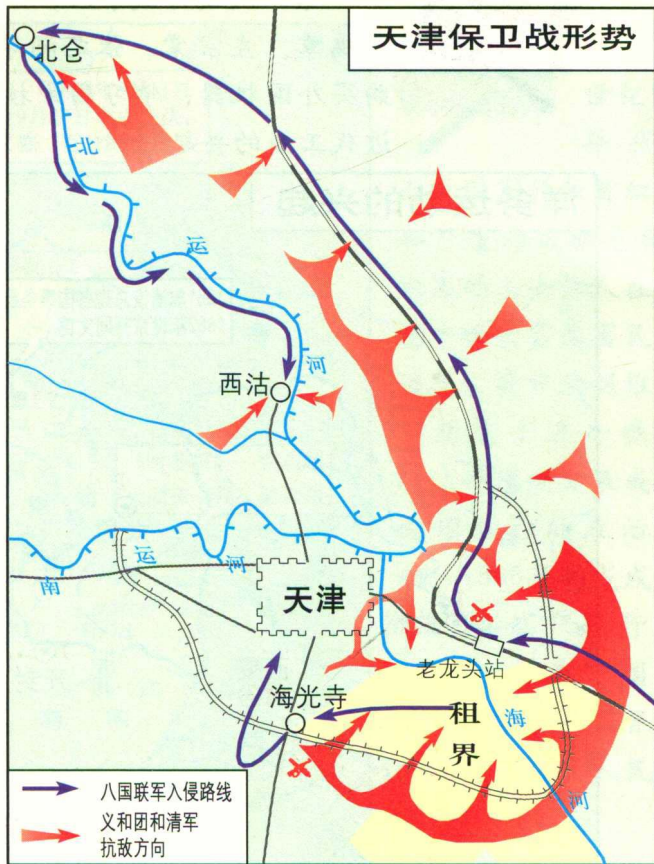 天津保卫战形势
北仓
北
运
河
西沽
南
运
河
天津
老龙头站
海光寺
租
界
海
河
八国联军入侵路线
义和团和清军
抗敌方向